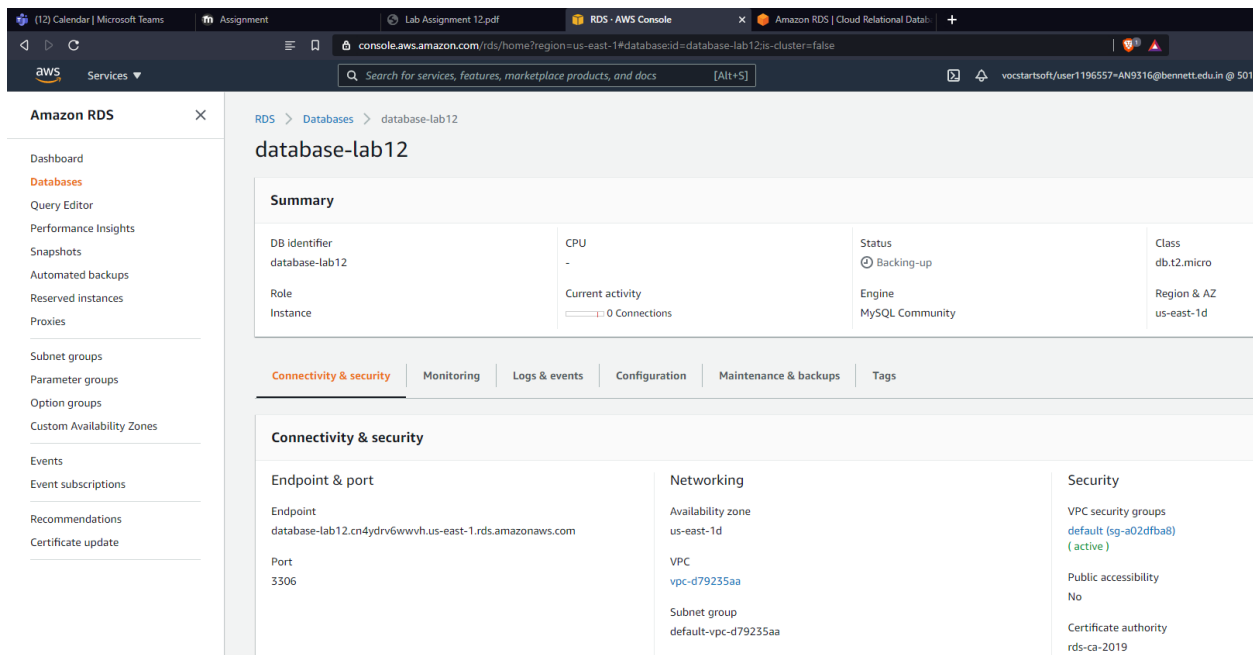 (12) Calendar | Microsoft Teams
Assignment
Lab Assignment 12.pdf
RDS · AWS Console
Amazon RDS | Cloud Relational Datab
console.aws.amazon.com/rds/home?region=us-east-1#database:id=database-lab12;is-cluster=false
1
aws
Services
Search for services, features, marketplace products, and docs [Alt+S]
vocstartsoft/user1196557=AN9316@bennett.edu.in @ 501
Amazon RDS
Dashboard
Databases
Query Editor
Performance Insights
Snapshots
Automated backups
Reserved instances
Proxies
Subnet groups
Parameter groups
Option groups
Custom Availability Zones
Events
Event subscriptions
Recommendations
Certificate update
RDS > Databases > database-lab12
database-lab12
Summary
DB identifier
database-lab12
CPU
-
Status
Backing-up
Class
db.t2.micro
Role
Instance
Current activity
0 Connections
Engine
MySQL Community
Region & AZ
us-east-1d
Connectivity & security
Monitoring
Logs & events
Configuration
Maintenance & backups
Tags
Connectivity & security
Endpoint & port
Endpoint
database-lab12.cn4ydrv6wwvh.us-east-1.rds.amazonaws.com
Port
3306
Networking
Availability zone
us-east-1d
VPC
vpc-d79235aa
Subnet group
default-vpc-d79235aa
Security
VPC security groups
default (sg-a02dfba8)
( active )
Public accessibility
No
Certificate authority
rds-ca-2019